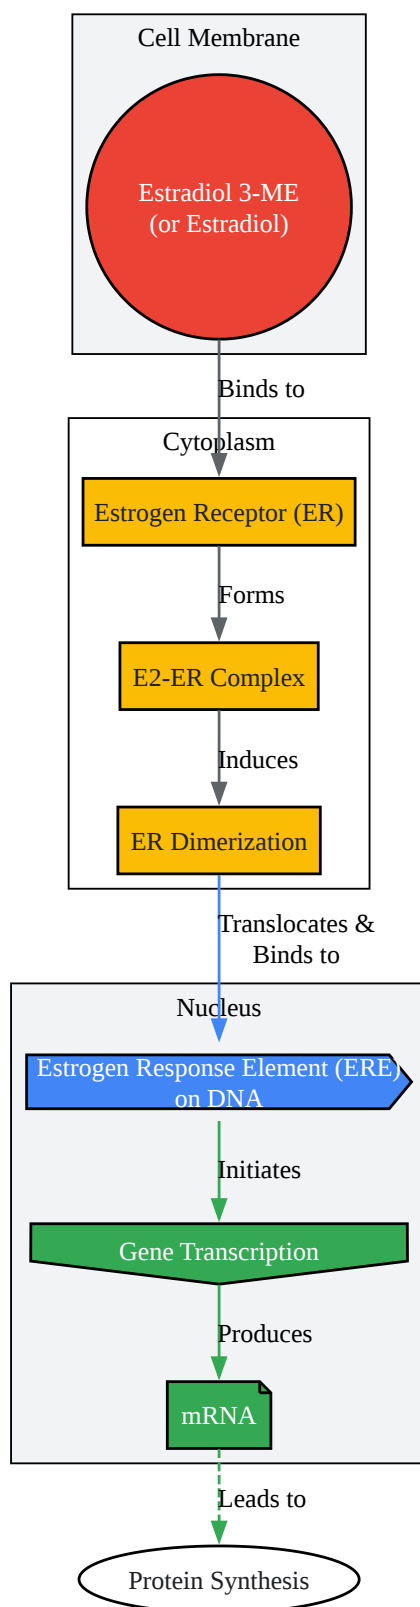 Cell Membrane
Estradiol 3-ME
(or Estradiol)
Binds to
Cytoplasm
Estrogen Receptor (ER)
Forms
E2-ER Complex
Induces
ER Dimerization
Translocates &
Binds to
Nucleus
Estrogen Response Element (ERE)
on DNA
Initiates
Gene Transcription
Produces
mRNA
Leads to
Protein Synthesis